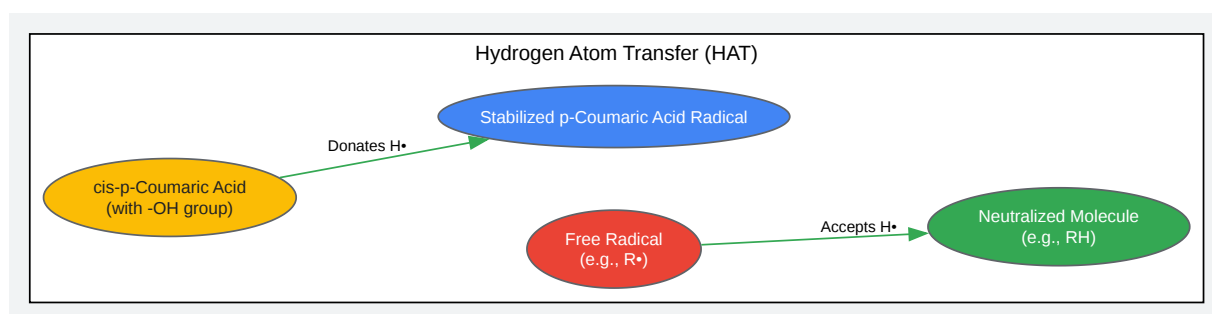 Hydrogen Atom Transfer (HAT)
Stabilized p-Coumaric Acid Radical
Donates H•
cis-p-Coumaric Acid
(with -OH group)
Free Radical
(e.g., R•)
Accepts H•
Neutralized Molecule
(e.g., RH)